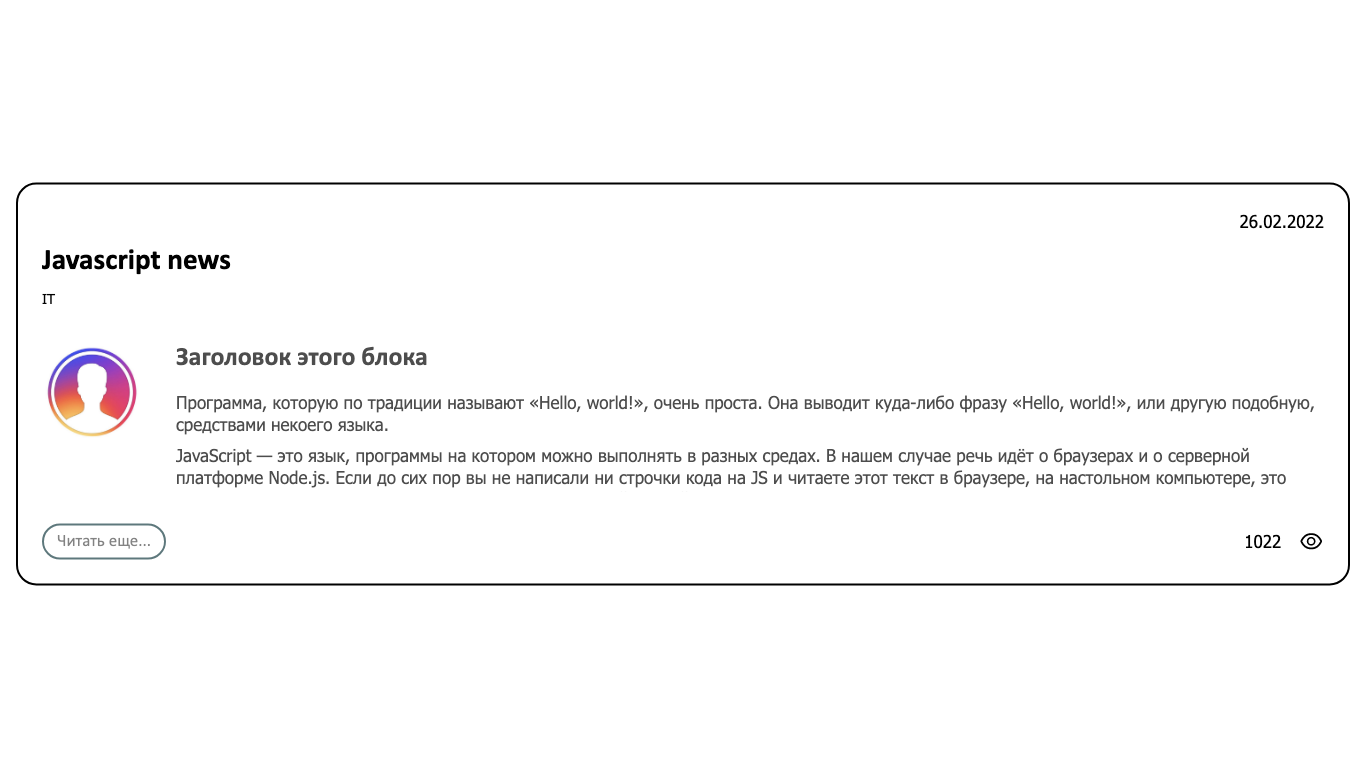 26.02.2022
Javascript news
IT
Заголовок этого блока
Программа, которую по традиции называют «Hello, world!», очень проста. Она выводит куда-либо фразу «Hello, world!», или другую подобную,
средствами некоего языка.
JavaScript — это язык, программы на котором можно выполнять в разных средах. В нашем случае речь идёт о браузерах и о серверной
платформе Node.js. Если до сих пор вы не написали ни строчки кода на JS и читаете этот текст в браузере, на настольном компьютере, это
Читать еще...
1022